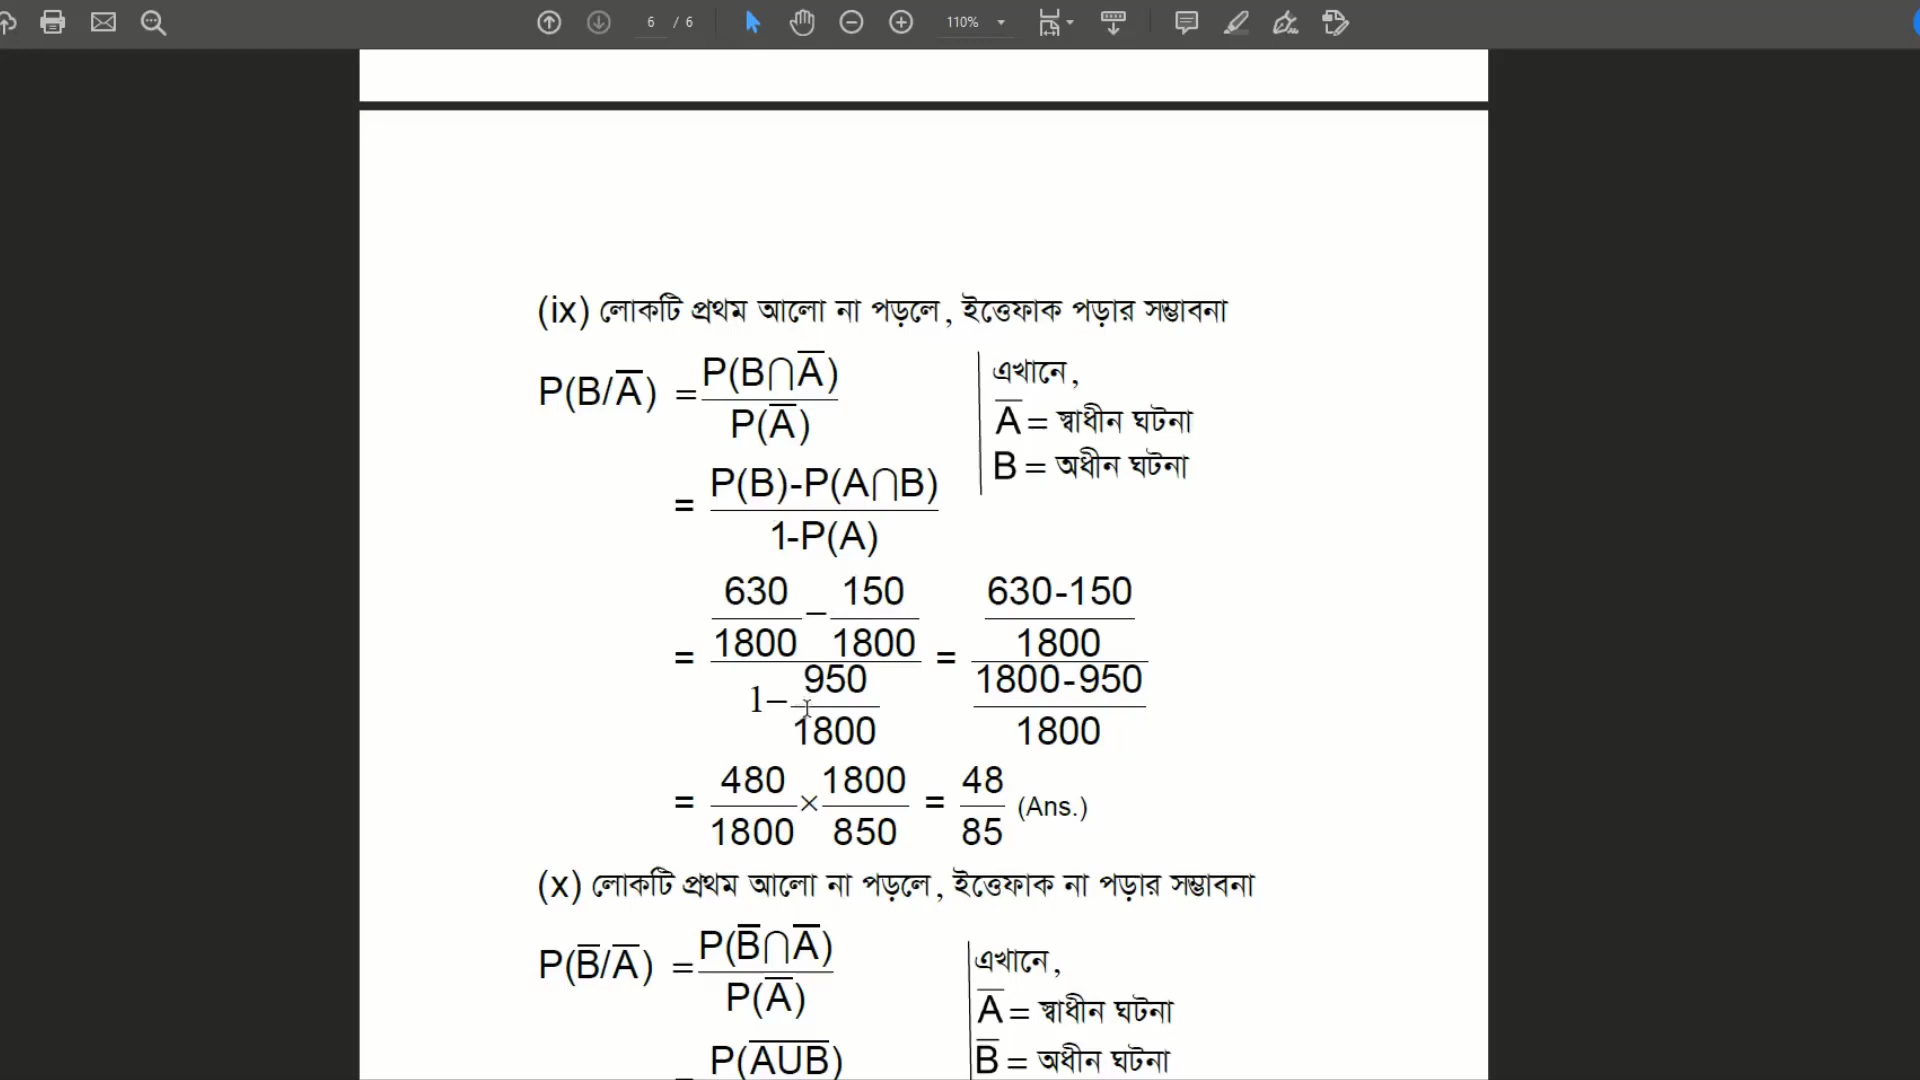 6 / 6 110%
(ix) লোকটি প্রথম আলো না পড়লে, ইত্তেফাক পড়ার সম্ভাবনা
P(B/A̅) = P(B∩A̅) / P(A̅)
এখানে,
A̅ = স্বাধীন ঘটনা
B = অধীন ঘটনা
= P(B)-P(A∩B) / 1-P(A)
= (630/1800 − 150/1800) / (1− 950/1800) = (630-150 / 1800) / (1800-950 / 1800)
= 480/1800 × 1800/850 = 48/85 (Ans.)
(x) লোকটি প্রথম আলো না পড়লে, ইত্তেফাক না পড়ার সম্ভাবনা
P(B̅/A̅) = P(B̅∩A̅) / P(A̅)
এখানে,
A̅ = স্বাধীন ঘটনা
B̅ = অধীন ঘটনা
= P(A̅U̅B̅)